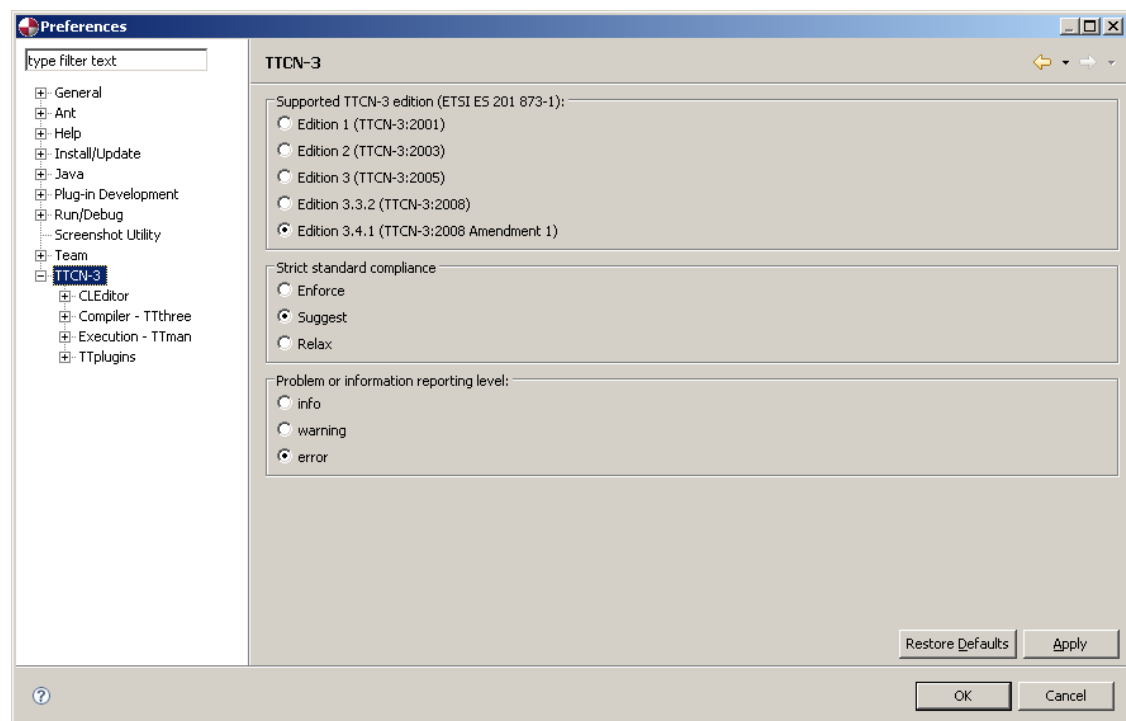 Preferences
type filter text
General
Ant
Help
Install/Update
Java
Plug-in Development
Run/Debug
Screenshot Utility
Team
TTCN-3
CLEditor
Compiler - TTthree
Execution - TTman
TTplugins
TTCN-3
Supported TTCN-3 edition (ETSI ES 201 873-1):
Edition 1 (TTCN-3:2001)
Edition 2 (TTCN-3:2003)
Edition 3 (TTCN-3:2005)
Edition 3.3.2 (TTCN-3:2008)
Edition 3.4.1 (TTCN-3:2008 Amendment 1)
Strict standard compliance
Enforce
Suggest
Relax
Problem or information reporting level:
info
warning
error
Restore Defaults
Apply
?
OK
Cancel